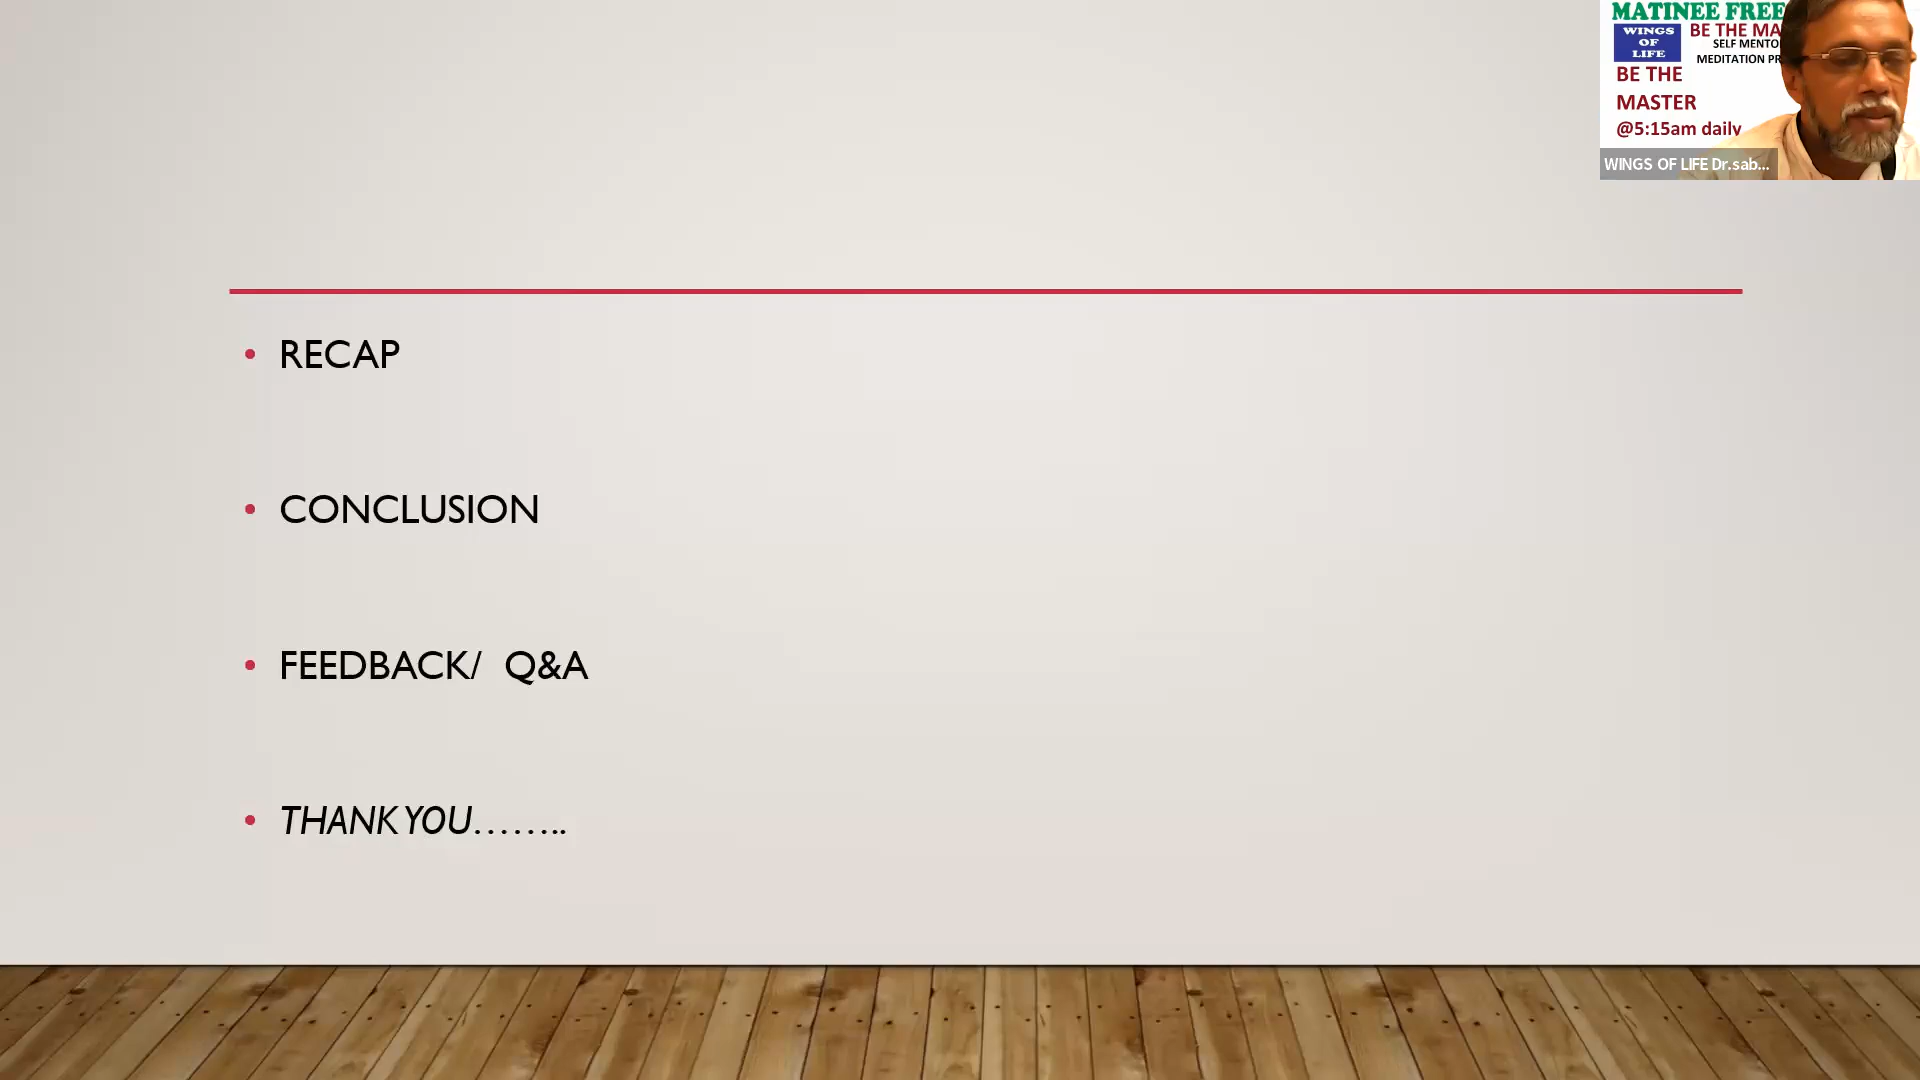 MATINEE FREE
WINGS
OF
LIFE
BE THE MA
SELF MENTO
MEDITATION PR
BE THE
MASTER
@5:15am daily
WINGS OF LIFE Dr.sab...
• RECAP
• CONCLUSION
• FEEDBACK/ Q&A
• THANK YOU……..